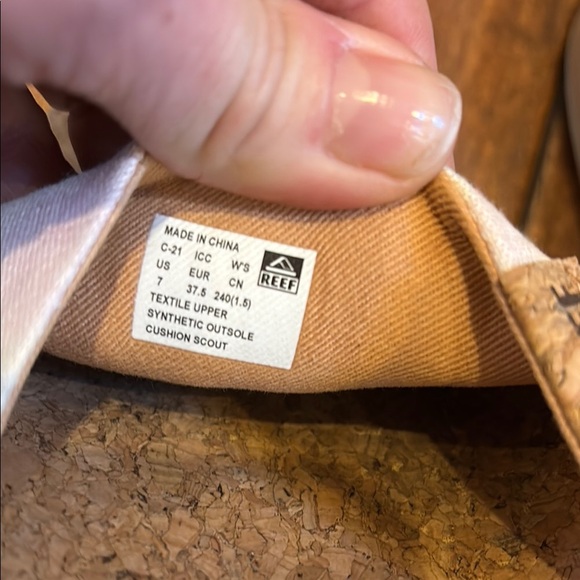 MADE IN CHINA
C-21 ICC W'S
US EUR CN
7 37.5 240(1.5)
TEXTILE UPPER
SYNTHETIC OUTSOLE
CUSHION SCOUT
REEF